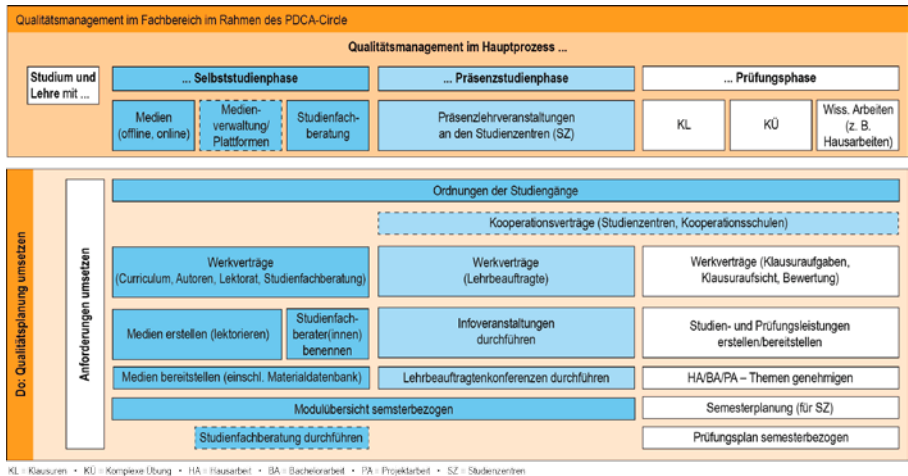 Qualitätsmanagement im Fachbereich im Rahmen des PDCA-Circle
Qualitätsmanagement im Hauptprozess ...
Studium und
Lehre mit ...
... Selbststudienphase
... Präsenzstudienphase
... Prüfungsphase
Medien
(offline, online)
Medien-
verwaltung/
Plattformen
Studienfach-
beratung
Präsenzlehrveranstaltungen
an den Studienzentren (SZ)
KL
KÜ
Wiss. Arbeiten
(z. B.
Hausarbeiten)
Do: Qualitätsplanung umsetzen
Anforderungen umsetzen
Ordnungen der Studiengänge
Kooperationsverträge (Studienzentren, Kooperationsschulen)
Werkverträge
(Curriculum, Autoren, Lektorat, Studienfachberatung)
Werkverträge
(Lehrbeauftragte)
Werkverträge (Klausuraufgaben,
Klausuraufsicht, Bewertung)
Medien erstellen (lektorieren)
Studienfach-
berater(innen)
benennen
Infoveranstaltungen
durchführen
Studien- und Prüfungsleistungen
erstellen/bereitstellen
Medien bereitstellen (einschl. Materialdatenbank)
Lehrbeauftragtenkonferenzen durchführen
HA/BA/PA – Themen genehmigen
Modulübersicht semsterbezogen
Semesterplanung (für SZ)
Studienfachberatung durchführen
Prüfungsplan semesterbezogen
KL = Klausuren • KÜ = Komplexe Übung • HA = Hausarbeit • BA = Bachelorarbeit • PA = Projektarbeit • SZ = Studienzentren